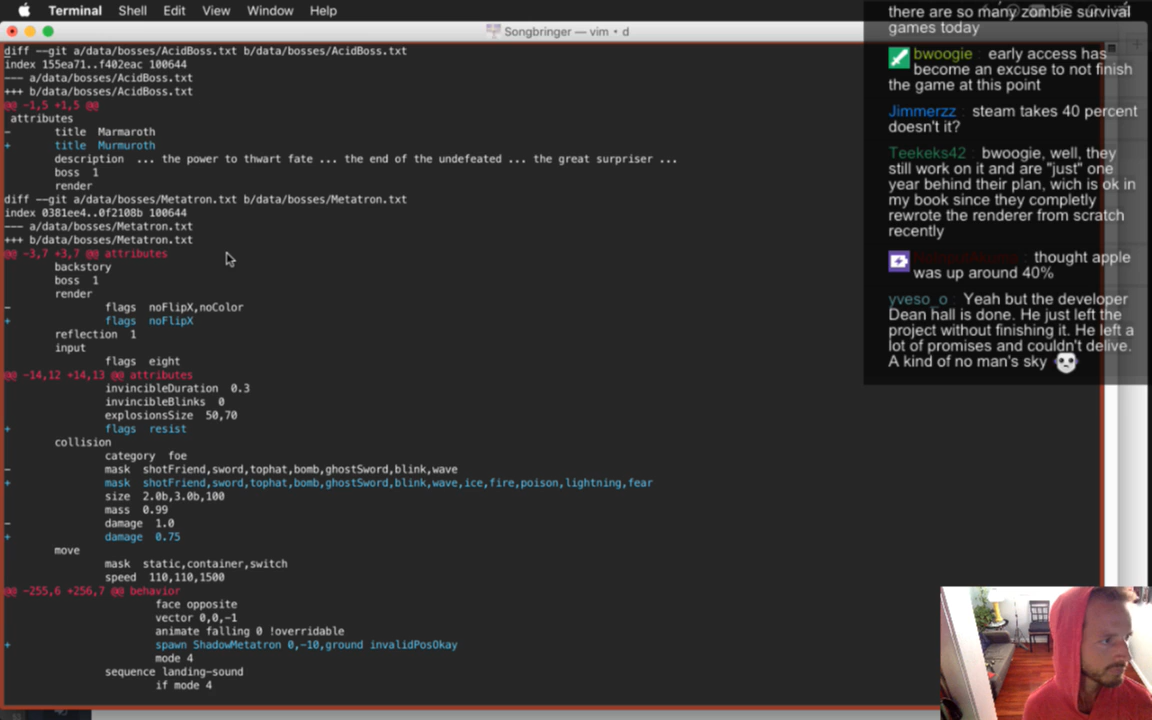 Terminal Shell Edit View Window Help
Songbringer — vim • d
diff --git a/data/bosses/AcidBoss.txt b/data/bosses/AcidBoss.txt
index 155ea71..f402eac 100644
--- a/data/bosses/AcidBoss.txt
+++ b/data/bosses/AcidBoss.txt
@@ -1,5 +1,5 @@
attributes
- title Marmaroth
+ title Murmuroth
description ... the power to thwart fate ... the end of the undefeated ... the great surpriser ...
boss 1
render
diff --git a/data/bosses/Metatron.txt b/data/bosses/Metatron.txt
index 0381ee4..0f2108b 100644
--- a/data/bosses/Metatron.txt
+++ b/data/bosses/Metatron.txt
@@ -3,7 +3,7 @@ attributes
backstory
boss 1
render
- flags noFlipX,noColor
+ flags noFlipX
reflection 1
input
flags eight
@@ -14,12 +14,13 @@ attributes
invincibleDuration 0.3
invincibleBlinks 0
explosionsSize 50,70
+ flags resist
collision
category foe
- mask shotFriend,sword,tophat,bomb,ghostSword,blink,wave
+ mask shotFriend,sword,tophat,bomb,ghostSword,blink,wave,ice,fire,poison,lightning,fear
size 2.0b,3.0b,100
mass 0.99
- damage 1.0
+ damage 0.75
move
mask static,container,switch
speed 110,110,1500
@@ -255,6 +256,7 @@ behavior
face opposite
vector 0,0,-1
animate falling 0 !overridable
+ spawn ShadowMetatron 0,-10,ground invalidPosOkay
mode 4
sequence landing-sound
if mode 4
there are so many zombie survival
games today
bwoogie : early access has
become an excuse to not finish
the game at this point
Jimmerzz : steam takes 40 percent
doesn't it?
Teekeks42 : bwoogie, well, they
still work on it and are "just" one
year behind their plan, wich is ok in
my book since they completly
rewrote the renderer from scratch
recently
: thought apple
was up around 40%
yveso_o : Yeah but the developer
Dean hall is done. He just left the
project without finishing it. He left a
lot of promises and couldn't delive.
A kind of no man's sky